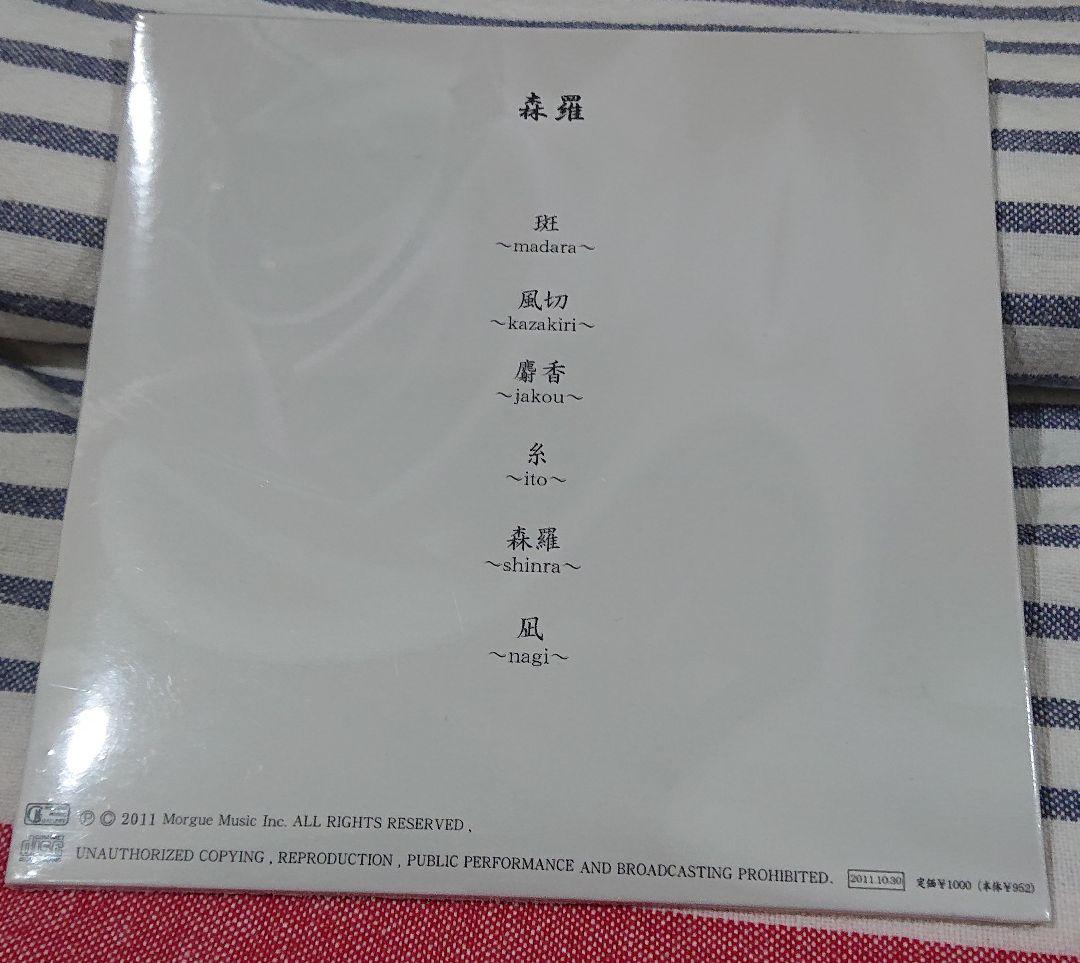 森羅
斑
～madara～
風切
～kazakiri～
麝香
～jakou～
糸
～ito～
森羅
～shinra～
凪
～nagi～
Ⓟ © 2011 Morgue Music Inc. ALL RIGHTS RESERVED .
disc
UNAUTHORIZED COPYING , REPRODUCTION , PUBLIC PERFORMANCE AND BROADCASTING PROHIBITED. 2011.10.30 定価￥1000（本体￥952）